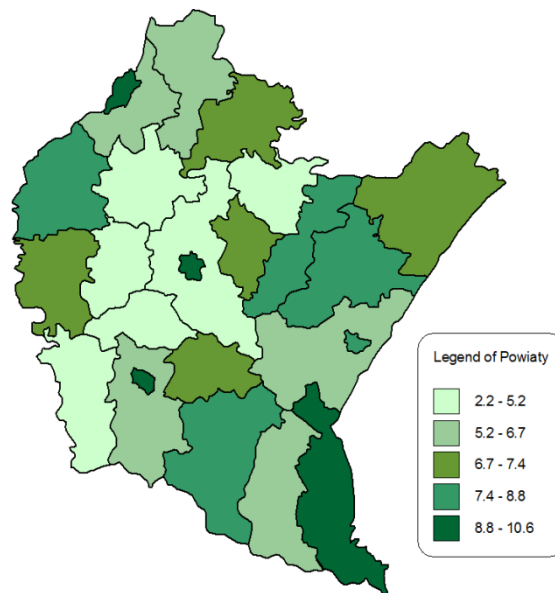 Legend of Powiaty
2.2 - 5.2
5.2 - 6.7
6.7 - 7.4
7.4 - 8.8
8.8 - 10.6